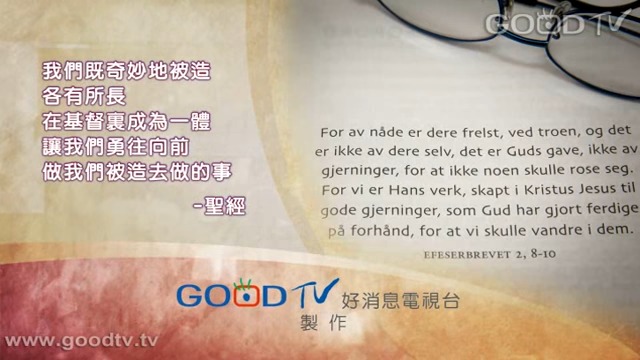 GOOD TV
我們既奇妙地被造
各有所長
在基督裏成為一體
讓我們勇往向前
做我們被造去做的事
-聖經
For av nåde er dere frelst, ved troen, og det
er ikke av dere selv, det er Guds gave, ikke av
gjerninger, for at ikke noen skulle rose seg.
For vi er Hans verk, skapt i Kristus Jesus til
gode gjerninger, som Gud har gjort ferdige
på forhånd, for at vi skulle vandre i dem.
EFESERBREVET 2, 8-10
GOOD TV 好消息電視台
製 作
www.goodtv.tv